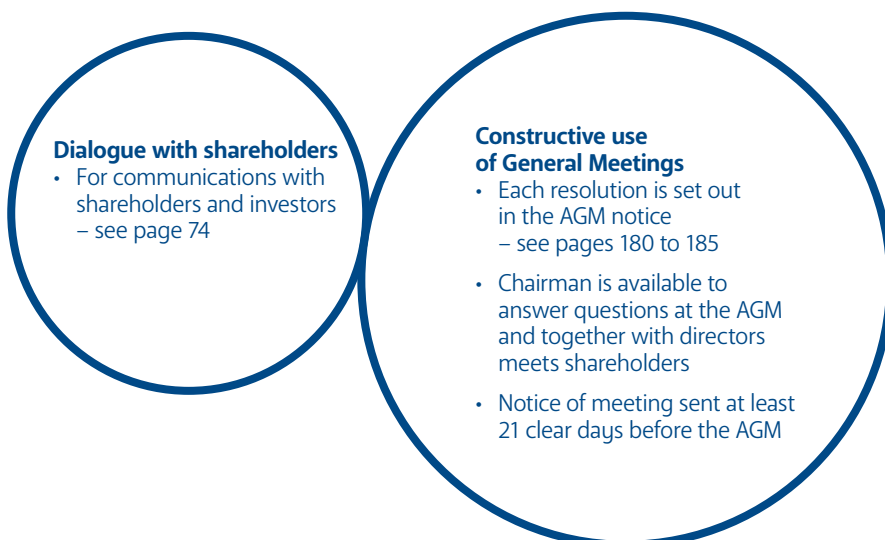 Dialogue with shareholders
• For communications with
shareholders and investors
– see page 74
Constructive use
of General Meetings
• Each resolution is set out
in the AGM notice
– see pages 180 to 185
• Chairman is available to
answer questions at the AGM
and together with directors
meets shareholders
• Notice of meeting sent at least
21 clear days before the AGM